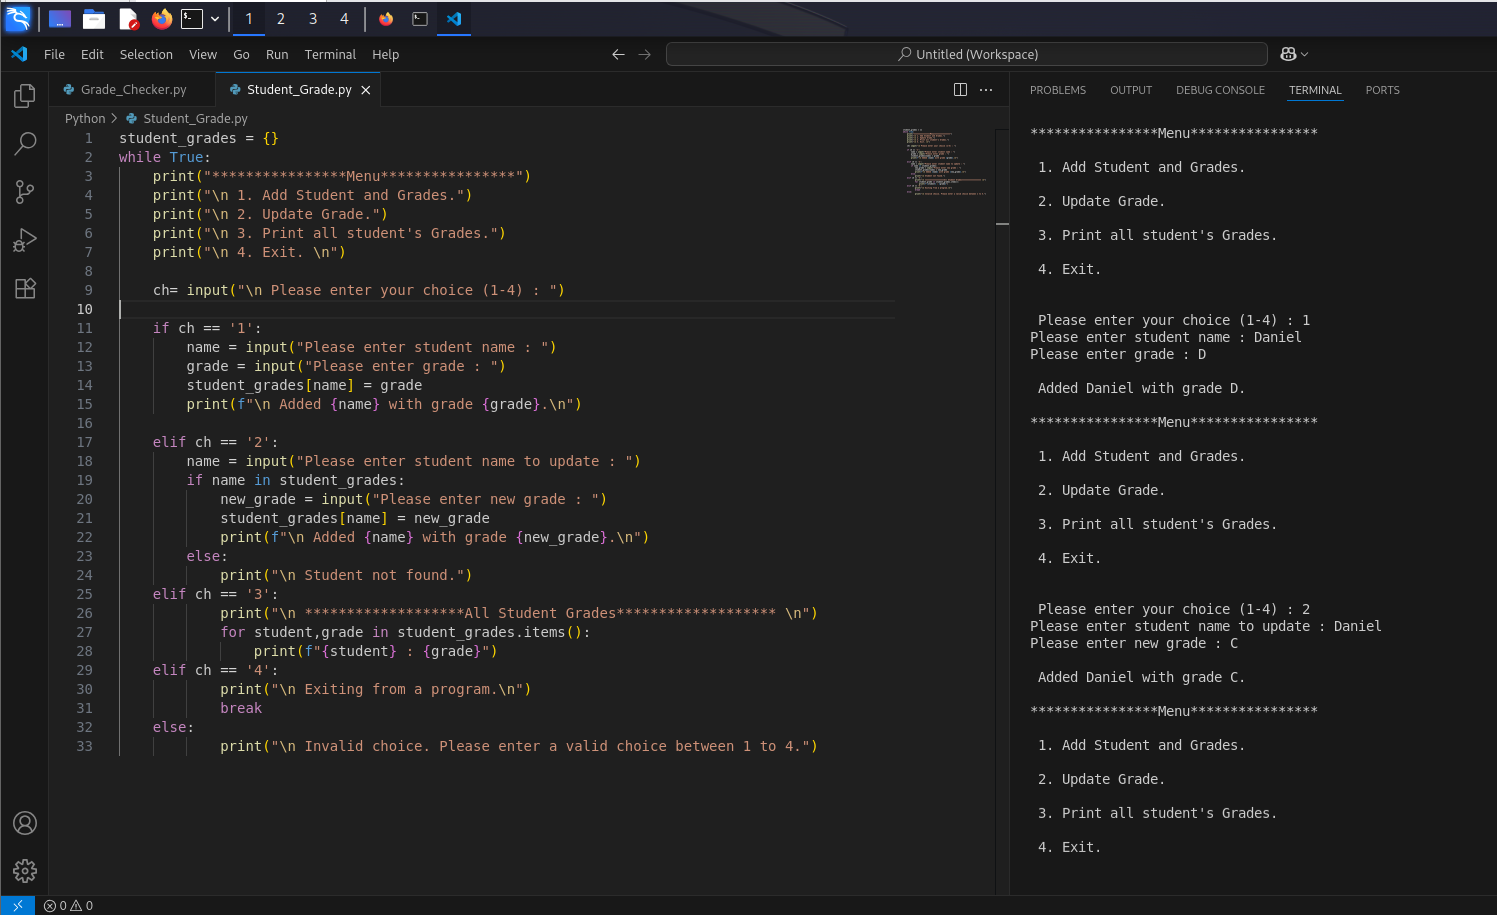 1 2 3 4
File Edit Selection View Go Run Terminal Help
Untitled (Workspace)
Grade_Checker.py
Student_Grade.py
Python > Student_Grade.py
1 student_grades = {}
2 while True:
3     print("****************Menu****************")
4     print("\n 1. Add Student and Grades.")
5     print("\n 2. Update Grade.")
6     print("\n 3. Print all student's Grades.")
7     print("\n 4. Exit. \n")
8
9     ch= input("\n Please enter your choice (1-4) : ")
10
11     if ch == '1':
12         name = input("Please enter student name : ")
13         grade = input("Please enter grade : ")
14         student_grades[name] = grade
15         print(f"\n Added {name} with grade {grade}.\n")
16
17     elif ch == '2':
18         name = input("Please enter student name to update : ")
19         if name in student_grades:
20             new_grade = input("Please enter new grade : ")
21             student_grades[name] = new_grade
22             print(f"\n Added {name} with grade {new_grade}.\n")
23         else:
24             print("\n Student not found.")
25     elif ch == '3':
26             print("\n *******************All Student Grades******************* \n")
27             for student,grade in student_grades.items():
28                 print(f"{student} : {grade}")
29     elif ch == '4':
30             print("\n Exiting from a program.\n")
31             break
32     else:
33             print("\n Invalid choice. Please enter a valid choice between 1 to 4.")
PROBLEMS OUTPUT DEBUG CONSOLE TERMINAL PORTS
****************Menu****************
1. Add Student and Grades.
2. Update Grade.
3. Print all student's Grades.
4. Exit.
Please enter your choice (1-4) : 1
Please enter student name : Daniel
Please enter grade : D
Added Daniel with grade D.
****************Menu****************
1. Add Student and Grades.
2. Update Grade.
3. Print all student's Grades.
4. Exit.
Please enter your choice (1-4) : 2
Please enter student name to update : Daniel
Please enter new grade : C
Added Daniel with grade C.
****************Menu****************
1. Add Student and Grades.
2. Update Grade.
3. Print all student's Grades.
4. Exit.
0 0